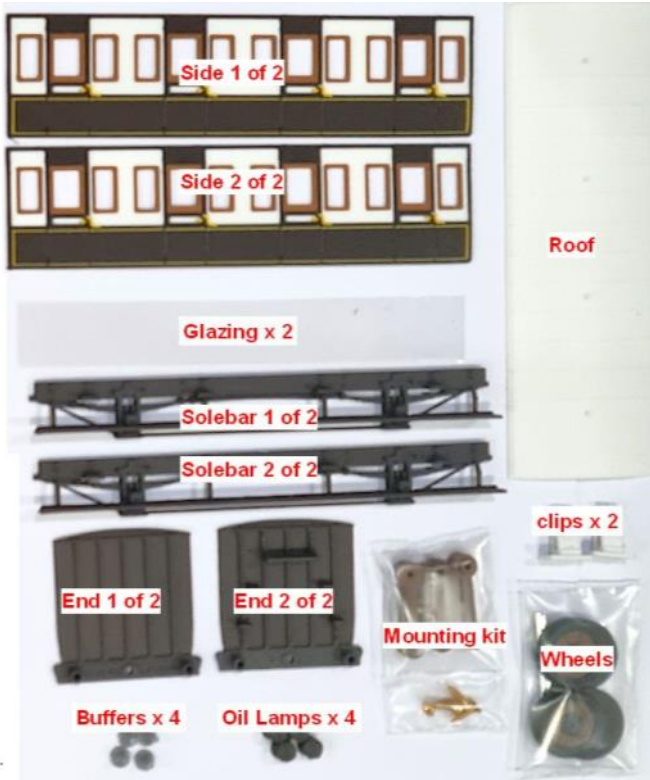 Side 1 of 2
Side 2 of 2
Roof
Glazing x 2
Solebar 1 of 2
Solebar 2 of 2
clips x 2
End 1 of 2
End 2 of 2
Mounting kit
Wheels
Buffers x 4
Oil Lamps x 4